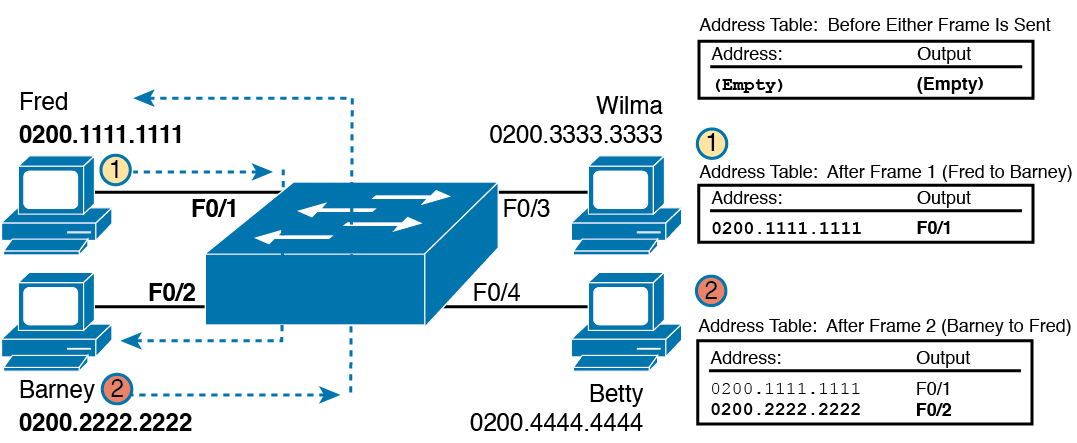 Fred
0200.1111.1111
1
F0/1
F0/2
Barney 2
0200.2222.2222
Wilma
0200.3333.3333
F0/3
F0/4
Betty
0200.4444.4444
Address Table: Before Either Frame Is Sent
Address: Output
(Empty) (Empty)
1
Address Table: After Frame 1 (Fred to Barney)
Address: Output
0200.1111.1111 F0/1
2
Address Table: After Frame 2 (Barney to Fred)
Address: Output
0200.1111.1111 F0/1
0200.2222.2222 F0/2